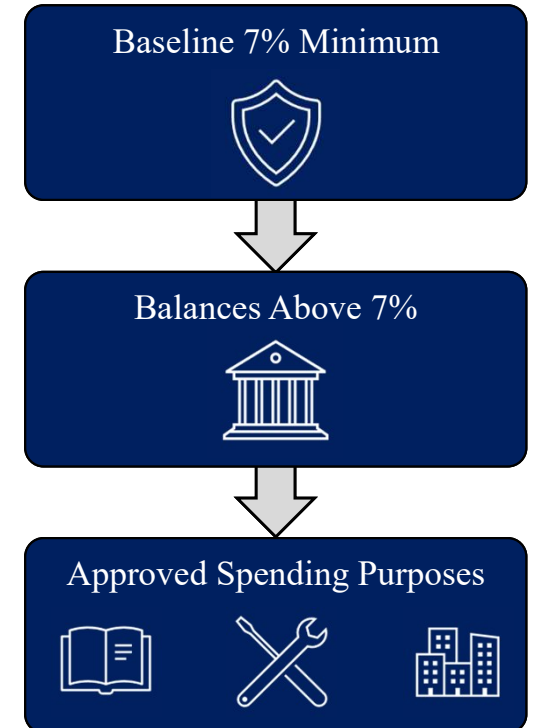 Baseline 7% Minimum
Balances Above 7%
Approved Spending Purposes